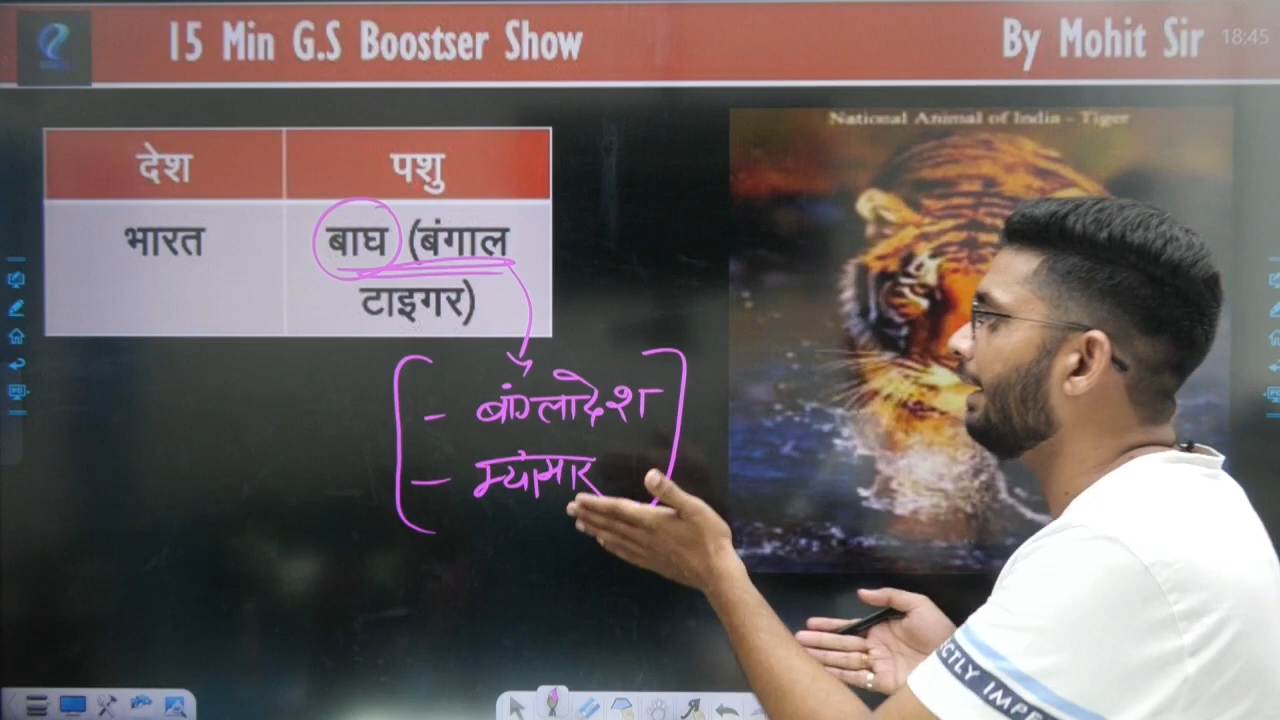 15 Min G.S Boostser Show
By Mohit Sir
18:45
देश
पशु
भारत
बाघ (बंगाल
टाइगर)
National Animal of India - Tiger
- बांग्लादेश
- म्यांमार